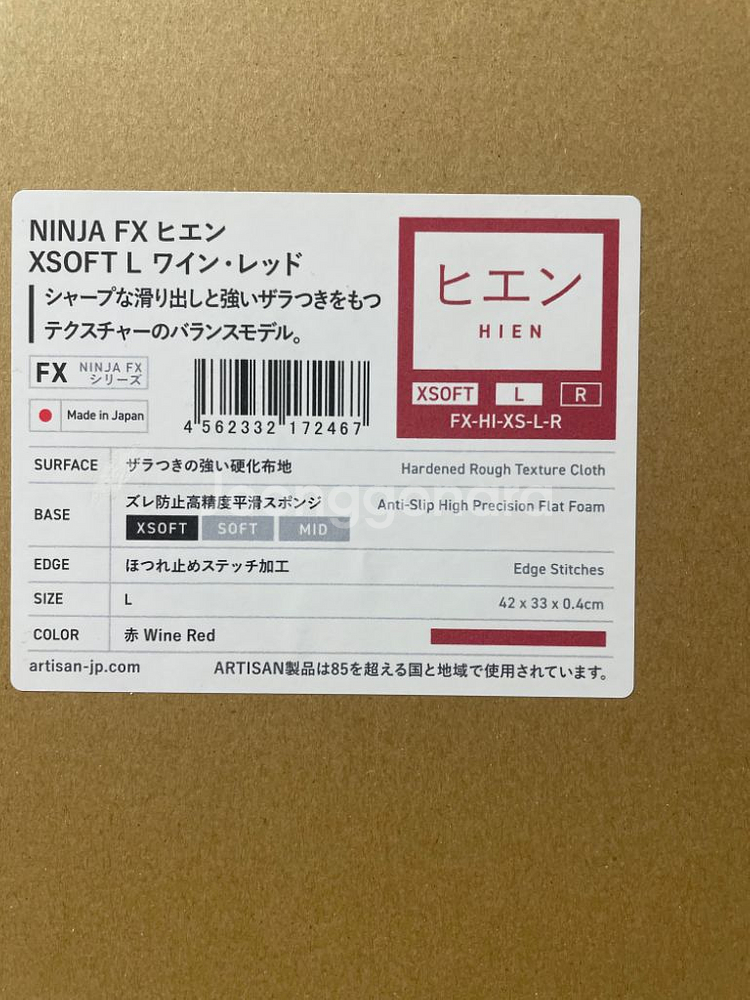 NINJA FX ヒエン
XSOFT L ワイン・レッド
シャープな滑り出しと強いザラつきをもつ
テクスチャーのバランスモデル。
FX NINJA FX
シリーズ
Made in Japan
4 562332 172467
ヒエン
HIEN
XSOFT L R
FX-HI-XS-L-R
SURFACE ザラつきの強い硬化布地 Hardened Rough Texture Cloth
BASE ズレ防止高精度平滑スポンジ Anti-Slip High Precision Flat Foam
XSOFT SOFT MID
EDGE ほつれ止めステッチ加工 Edge Stitches
SIZE L 42 x 33 x 0.4cm
COLOR 赤 Wine Red
artisan-jp.com ARTISAN製品は85を超える国と地域で使用されています。